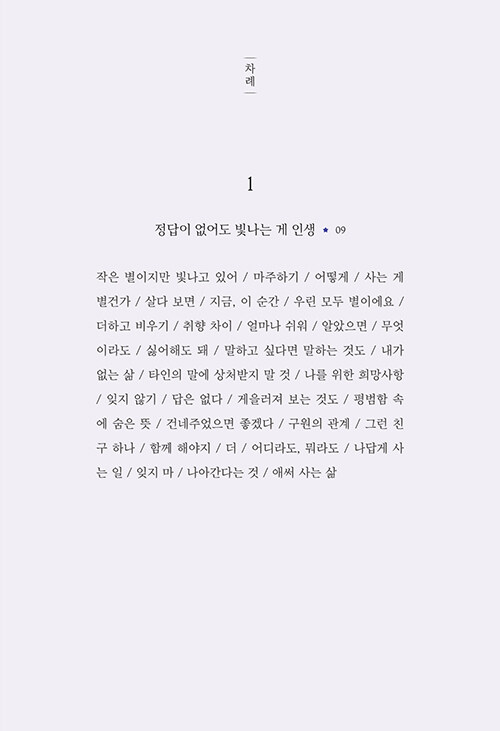 차례
1
정답이 없어도 빛나는 게 인생 * 09
작은 별이지만 빛나고 있어 / 마주하기 / 어떻게 / 사는 게
별건가 / 살다 보면 / 지금, 이 순간 / 우린 모두 별이에요 /
더하고 비우기 / 취향 차이 / 얼마나 쉬워 / 알았으면 / 무엇
이라도 / 싫어해도 돼 / 말하고 싶다면 말하는 것도 / 내가
없는 삶 / 타인의 말에 상처받지 말 것 / 나를 위한 희망사항
/ 잊지 않기 / 답은 없다 / 게을러져 보는 것도 / 평범함 속
에 숨은 뜻 / 건네주었으면 좋겠다 / 구원의 관계 / 그런 친
구 하나 / 함께 해야지 / 더 / 어디라도, 뭐라도 / 나답게 사
는 일 / 잊지 마 / 나아간다는 것 / 애써 사는 삶